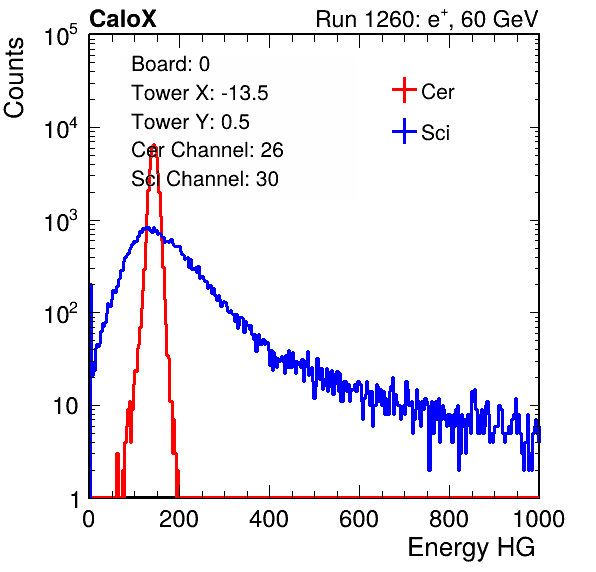 CaloX Run 1260: e⁺, 60 GeV
Board: 0
Tower X: -13.5
Tower Y: 0.5
Cer Channel: 26
Sci Channel: 30
Cer
Sci
Counts
10⁵
10⁴
10³
10²
10
1
0 200 400 600 800 1000
Energy HG